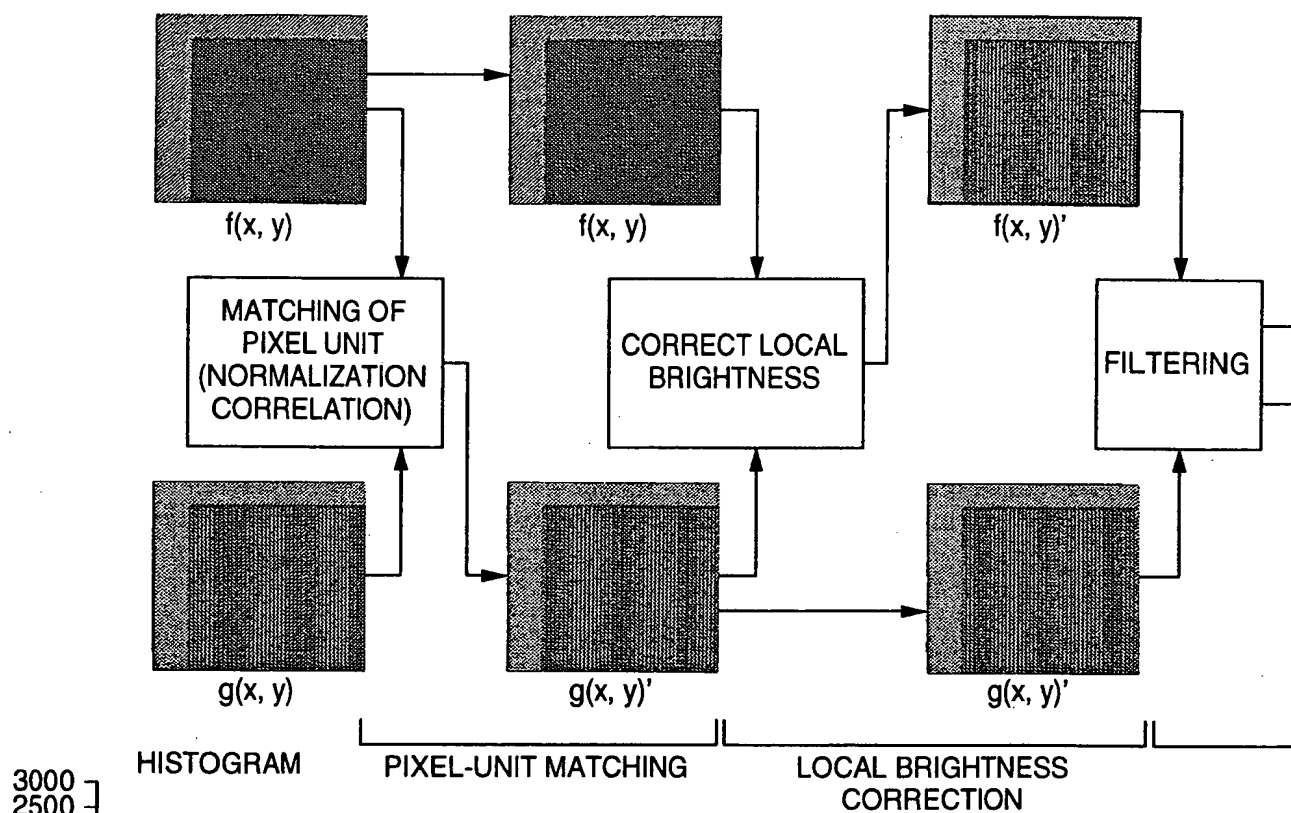 f(x, y)
f(x, y)
f(x, y)'
MATCHING OF
PIXEL UNIT
(NORMALIZATION
CORRELATION)
CORRECT LOCAL
BRIGHTNESS
FILTERING
g(x, y)
g(x, y)'
g(x, y)'
HISTOGRAM
PIXEL-UNIT MATCHING
LOCAL BRIGHTNESS
CORRECTION
3000
2500